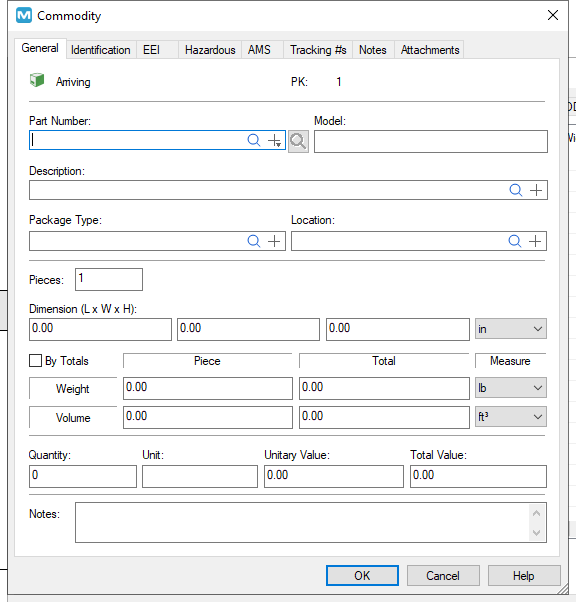 M Commodity
General Identification EEI Hazardous AMS Tracking #s Notes Attachments
Arriving PK: 1
Part Number: Model:
Description:
Package Type: Location:
Pieces: 1
Dimension (L x W x H):
0.00 0.00 0.00 in
By Totals Piece Total Measure
Weight 0.00 0.00 lb
Volume 0.00 0.00 ft³
Quantity: Unit: Unitary Value: Total Value:
0 0.00 0.00
Notes:
OK Cancel Help